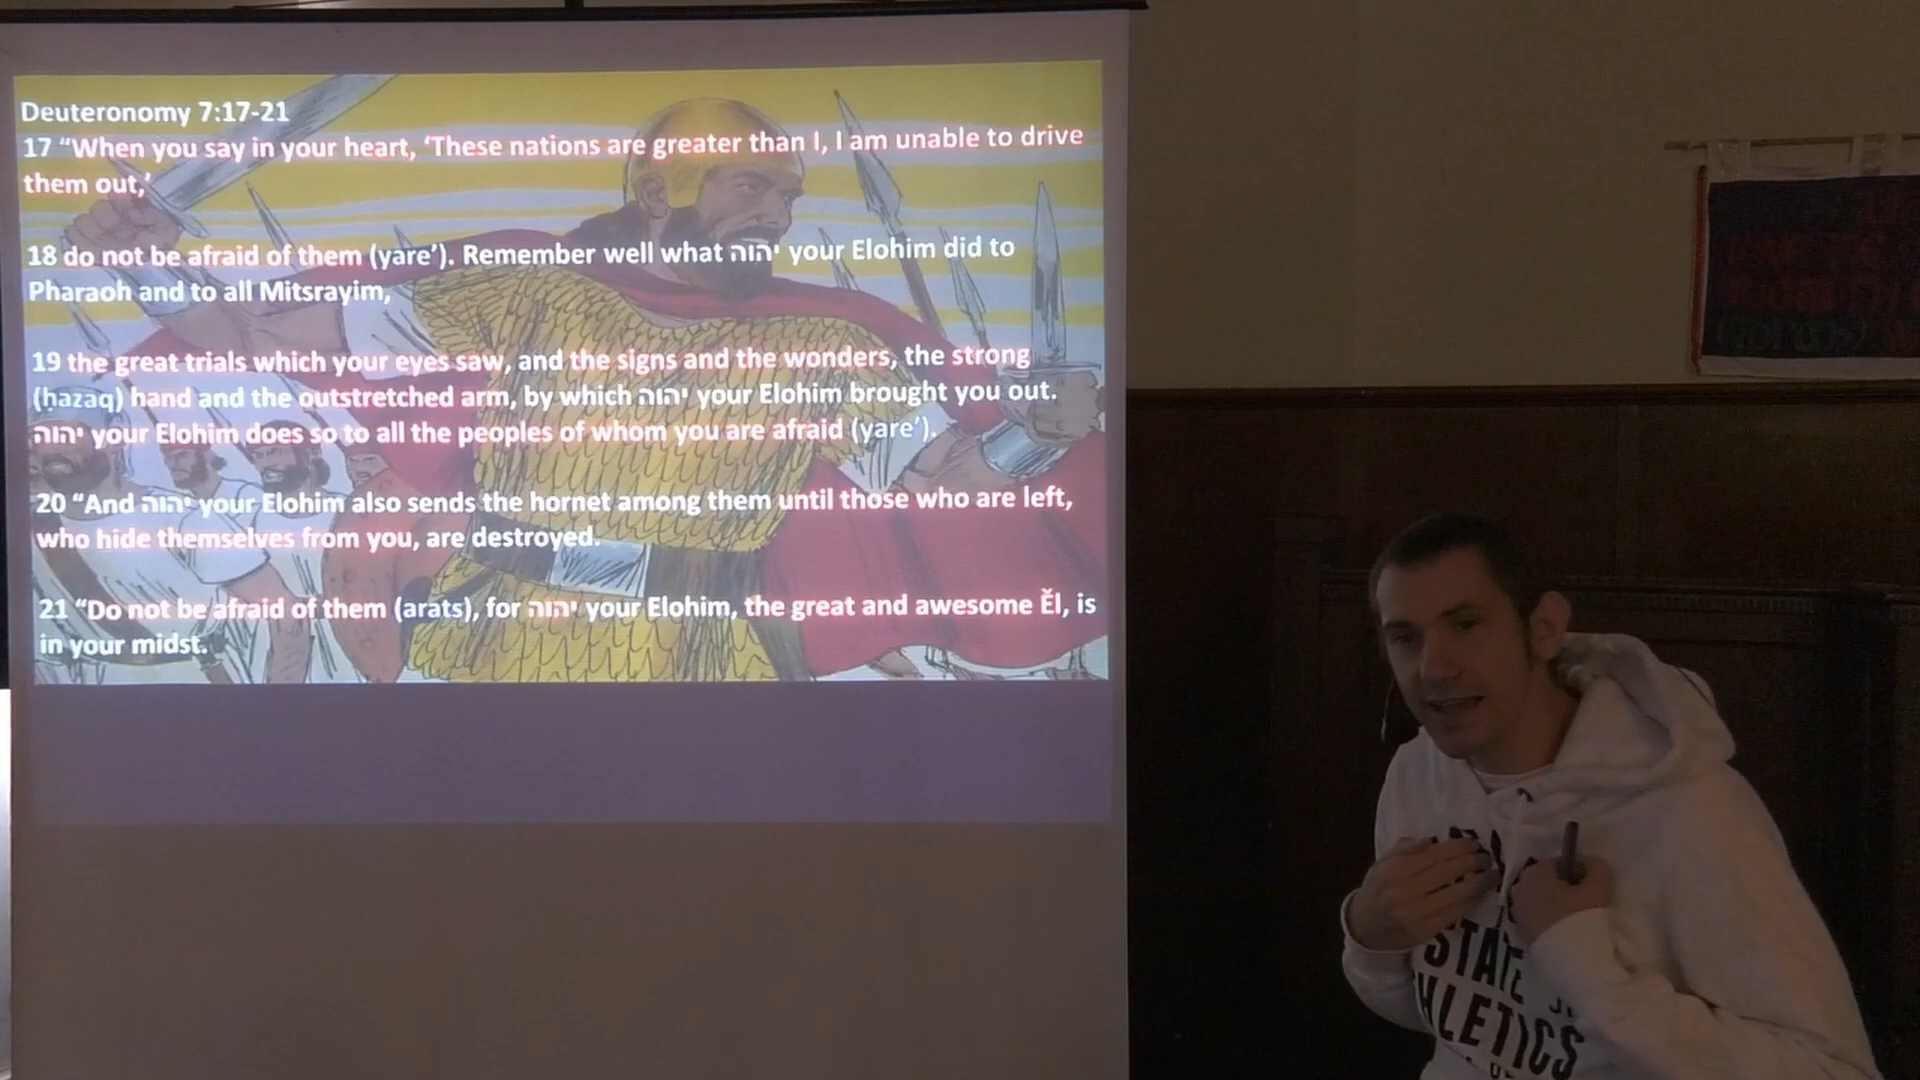 Deuteronomy 7:17-21
17 “When you say in your heart, ‘These nations are greater than I, I am unable to drive
them out,’
18 do not be afraid of them (yare’). Remember well what יהוה your Elohim did to
Pharaoh and to all Mitsrayim,
19 the great trials which your eyes saw, and the signs and the wonders, the strong
(ḥazaq) hand and the outstretched arm, by which יהוה your Elohim brought you out.
יהוה your Elohim does so to all the peoples of whom you are afraid (yare’).
20 “And יהוה your Elohim also sends the hornet among them until those who are left,
who hide themselves from you, are destroyed.
21 “Do not be afraid of them (arats), for יהוה your Elohim, the great and awesome Ěl, is
in your midst.
STATE
HLETICS